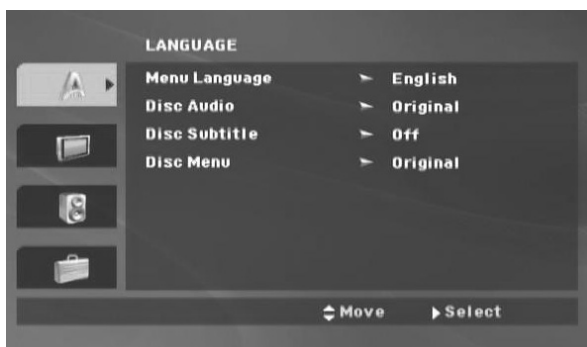 LANGUAGE
Menu Language English
Disc Audio Original
Disc Subtitle Off
Disc Menu Original
Move Select